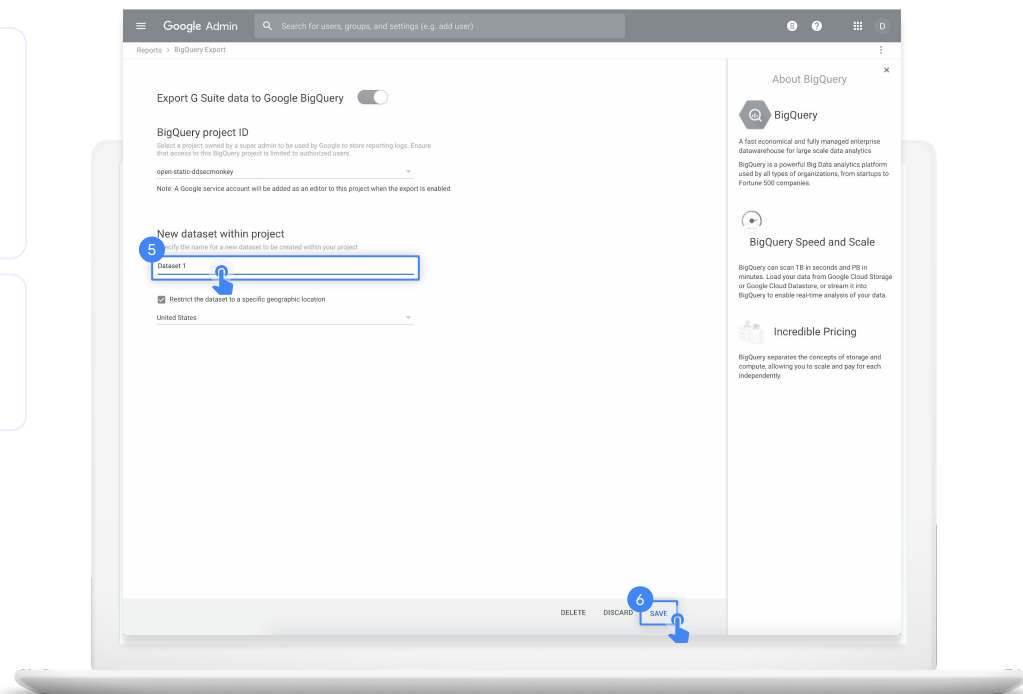 Google Admin
Search for users, groups, and settings (e.g. add user)
D
Reports > BigQuery Export
Export G Suite data to Google BigQuery
BigQuery project ID
Select a project owned by a super admin to be used by Google to store reporting logs. Ensure
that access to this BigQuery project is limited to authorized users.
open-static-ddsecmonkey
Note: A Google service account will be added as an editor to this project when the export is enabled.
New dataset within project
5
the name for a new dataset to be created within your project
Dataset 1
Restrict the dataset to a specific geographic location
United States
6
DELETE DISCARD SAVE
About BigQuery
×
BigQuery
A fast economical and fully managed enterprise
datawarehouse for large scale data analytics
BigQuery is a powerful Big Data analytics platform
used by all types of organizations, from startups to
Fortune 500 companies.
BigQuery Speed and Scale
BigQuery can scan TB in seconds and PB in
minutes. Load your data from Google Cloud Storage
or Google Cloud Datastore, or stream it into
BigQuery to enable real-time analysis of your data.
Incredible Pricing
BigQuery separates the concepts of storage and
compute, allowing you to scale and pay for each
independently.